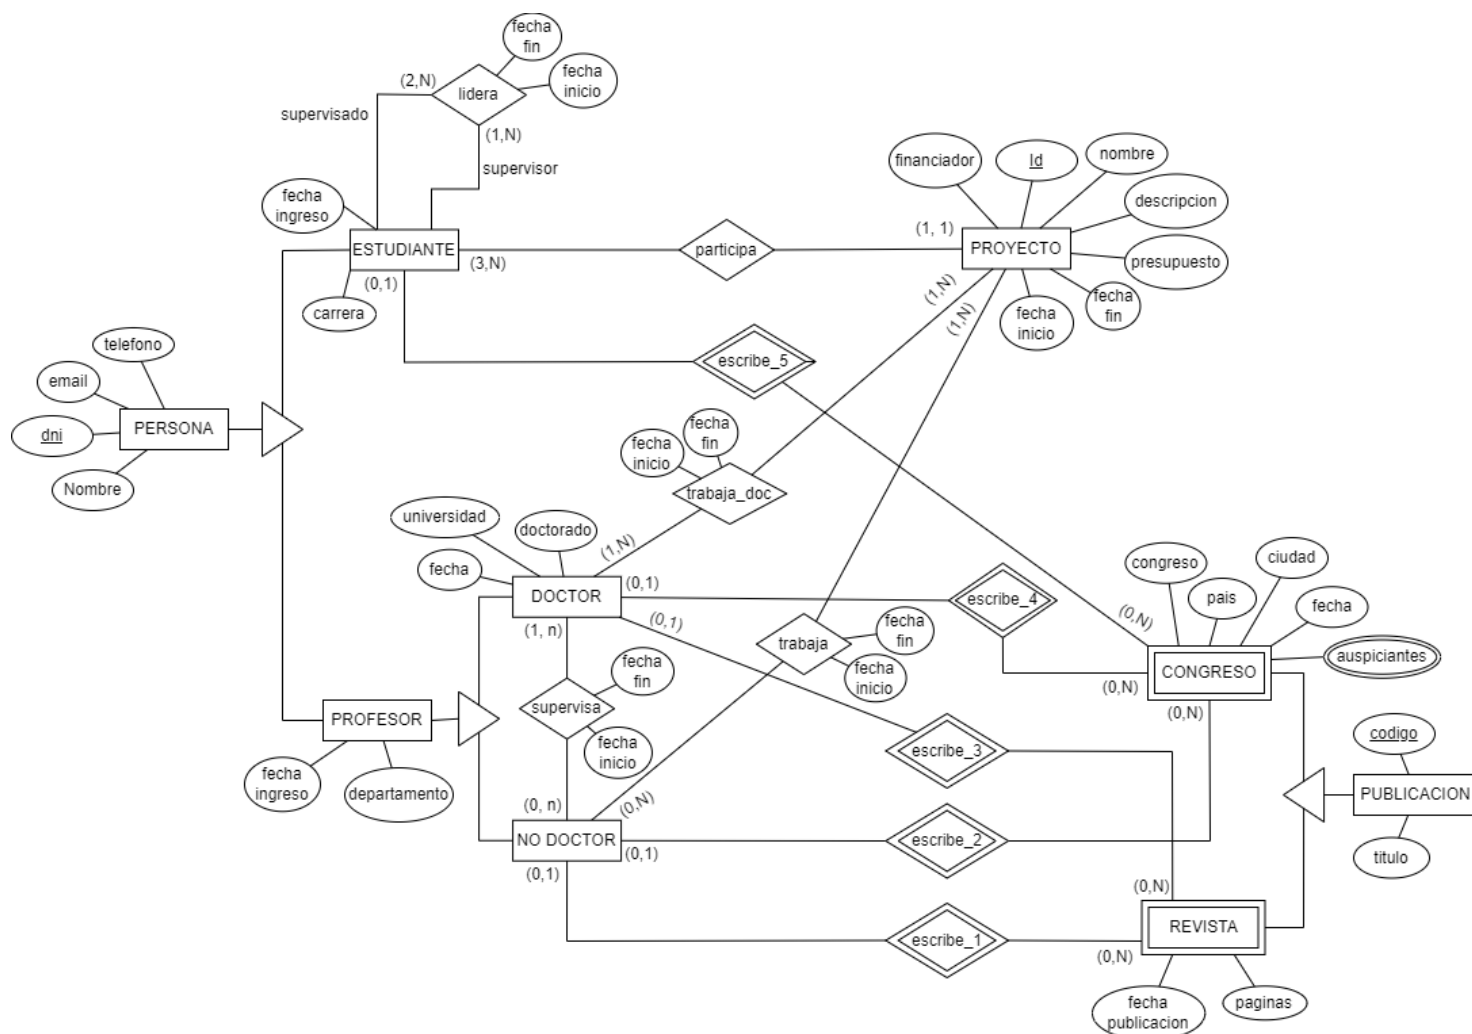 fecha
fin
(2,N)
lidera
fecha
inicio
supervisado
(1,N)
supervisor
financiador
Id
nombre
fecha
ingreso
descripcion
(1, 1)
ESTUDIANTE
participa
PROYECTO
(3,N)
presupuesto
(0,1)
(1,N)
fecha
fin
carrera
(1,N)
fecha
inicio
telefono
escribe_5
email
PERSONA
dni
fecha
fin
fecha
inicio
Nombre
trabaja_doc
universidad
doctorado
(1,N)
ciudad
congreso
fecha
(0,1)
DOCTOR
escribe_4
pais
fecha
(0,1)
(0,N)
(1, n)
trabaja
fecha
fin
auspiciantes
fecha
fin
fecha
inicio
CONGRESO
(0,N)
supervisa
(0,N)
PROFESOR
fecha
inicio
escribe_3
codigo
fecha
ingreso
departamento
(0, n)
(0,N)
PUBLICACION
NO DOCTOR
(0,1)
escribe_2
titulo
(0,1)
(0,N)
REVISTA
escribe_1
(0,N)
fecha
publicacion
paginas